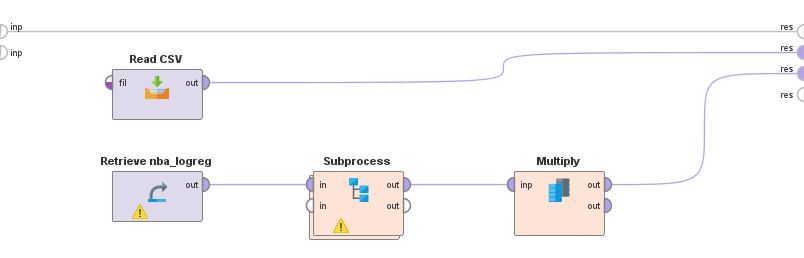 inp res
inp res
Read CSV
res
fil out
res
Retrieve nba_logreg Subprocess Multiply
out in out inp out
in out out